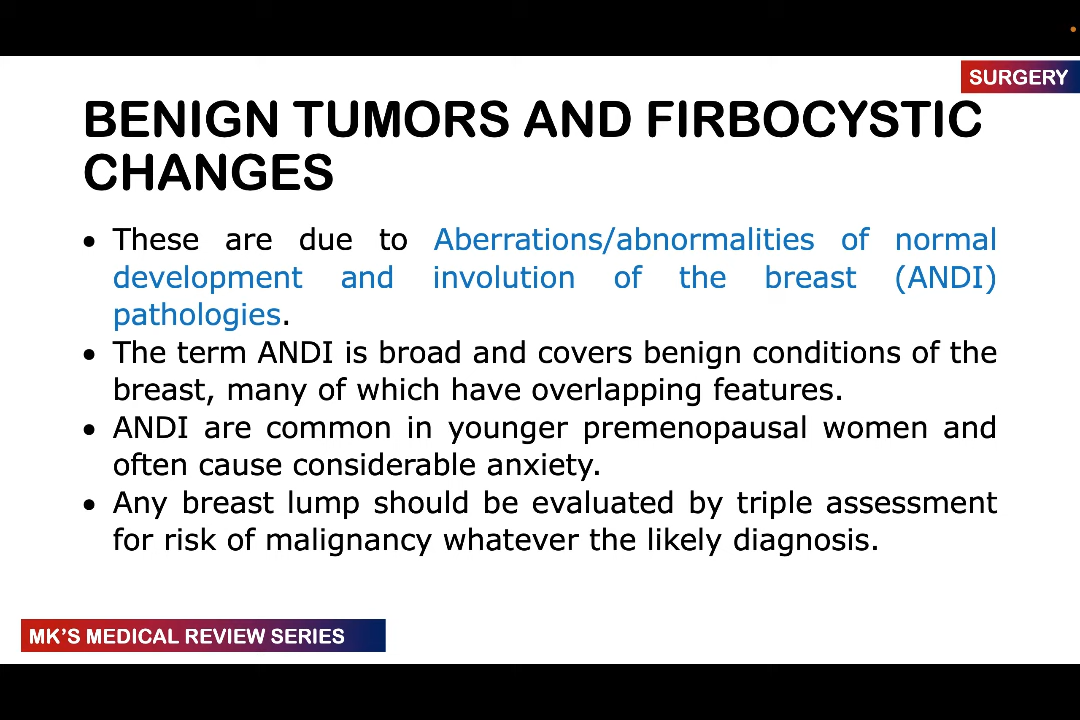 SURGERY
BENIGN TUMORS AND FIRBOCYSTIC
CHANGES
• These are due to Aberrations/abnormalities of normal
development and involution of the breast (ANDI)
pathologies.
• The term ANDI is broad and covers benign conditions of the
breast, many of which have overlapping features.
• ANDI are common in younger premenopausal women and
often cause considerable anxiety.
• Any breast lump should be evaluated by triple assessment
for risk of malignancy whatever the likely diagnosis.
MK'S MEDICAL REVIEW SERIES